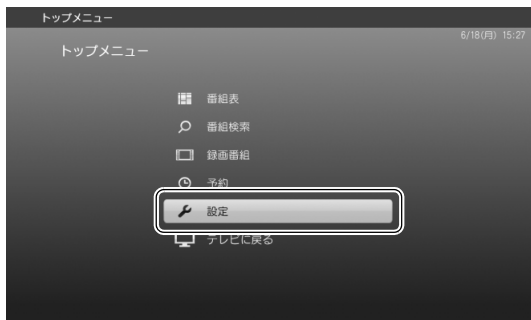 トップメニュー
6/18(月) 15:27
トップメニュー
番組表
番組検索
録画番組
予約
設定
テレビに戻る